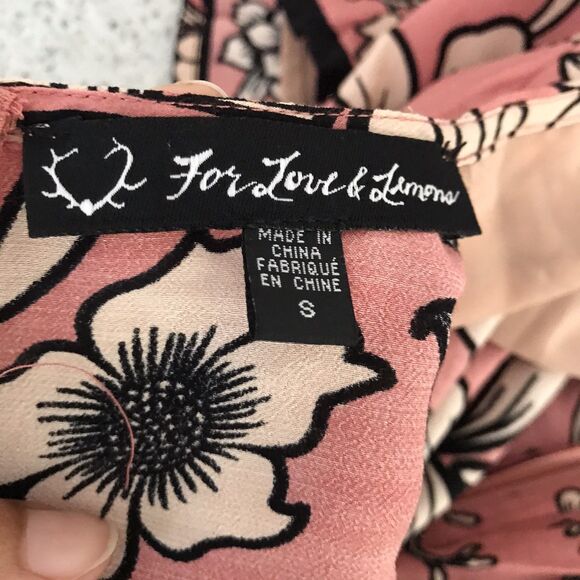 For Love & Lemons
MADE IN
CHINA
FABRIQUÉ
EN CHINE
S